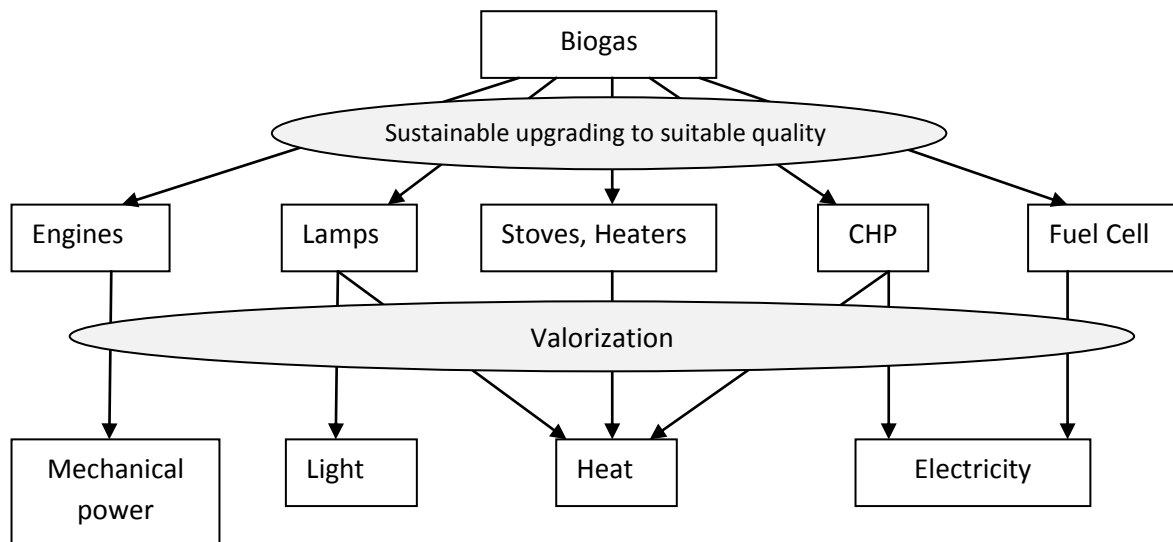 Biogas
Sustainable upgrading to suitable quality
Engines
Lamps
Stoves, Heaters
CHP
Fuel Cell
Valorization
Mechanical
power
Light
Heat
Electricity